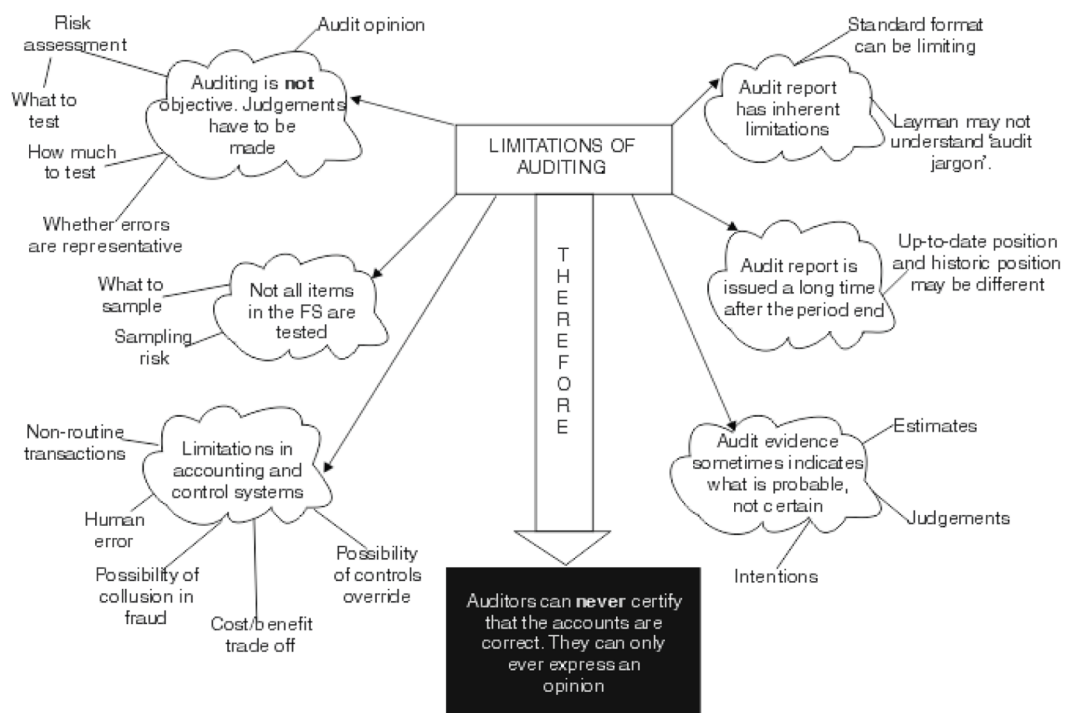 Risk
assessment
Audit opinion
Auditing is not
objective. Judgements
have to be
made
What to
test
How much
to test
Whether errors
are representative
LIMITATIONS OF
AUDITING
Standard format
can be limiting
Audit report
has inherent
limitations
Layman may not
understand ‘audit
jargon’.
What to
sample
Not all items
in the FS are
tested
Sampling
risk
T
H
E
R
E
F
O
R
E
Audit report is
issued a long time
after the period end
Up-to-date position
and historic position
may be different
Non-routine
transactions
Limitations in
accounting and
control systems
Human
error
Possibility of
collusion in
fraud
Cost/benefit
trade off
Possibility
of controls
override
Audit evidence
sometimes indicates
what is probable,
not certain
Estimates
Judgements
Intentions
Auditors can never certify
that the accounts are
correct. They can only
ever express an
opinion